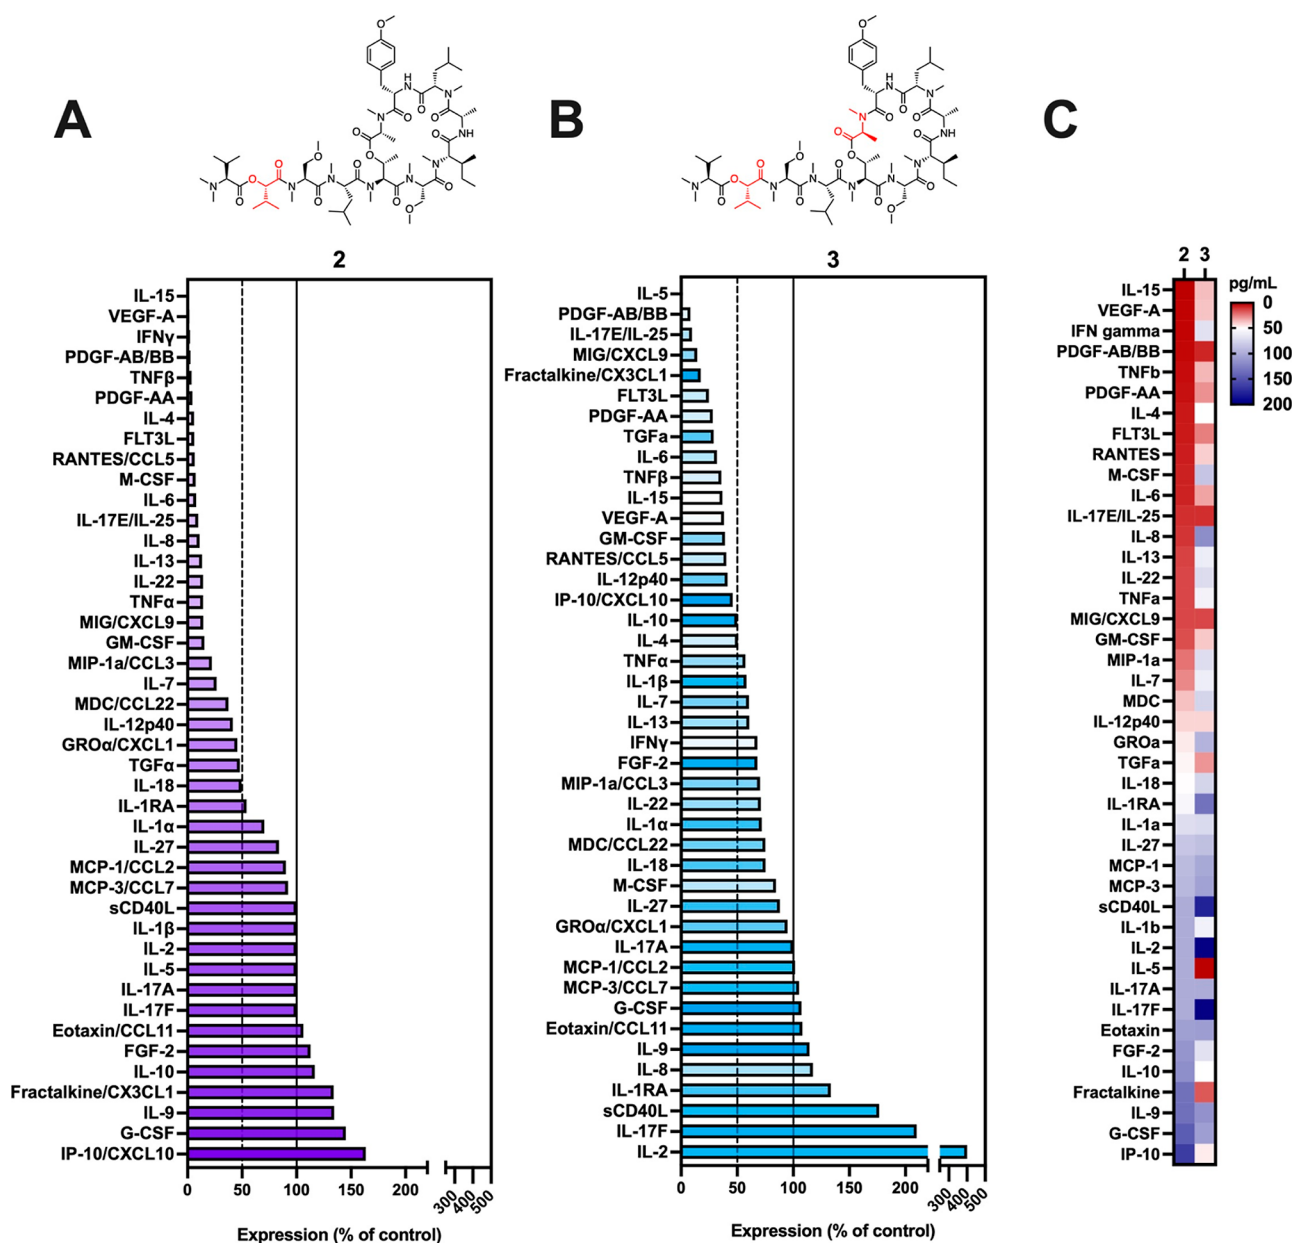 A
B
C
2
IL-15
VEGF-A
IFNγ
PDGF-AB/BB
TNFβ
PDGF-AA
IL-4
FLT3L
RANTES/CCL5
M-CSF
IL-6
IL-17E/IL-25
IL-8
IL-13
IL-22
TNFα
MIG/CXCL9
GM-CSF
MIP-1a/CCL3
IL-7
MDC/CCL22
IL-12p40
GROα/CXCL1
TGFα
IL-18
IL-1RA
IL-1α
IL-27
MCP-1/CCL2
MCP-3/CCL7
sCD40L
IL-1β
IL-2
IL-5
IL-17A
IL-17F
Eotaxin/CCL11
FGF-2
IL-10
Fractalkine/CX3CL1
IL-9
G-CSF
IP-10/CXCL10
0 50 100 150 200 300 400 500
Expression (% of control)
3
IL-5
PDGF-AB/BB
IL-17E/IL-25
MIG/CXCL9
Fractalkine/CX3CL1
FLT3L
PDGF-AA
TGFa
IL-6
TNFβ
IL-15
VEGF-A
GM-CSF
RANTES/CCL5
IL-12p40
IP-10/CXCL10
IL-10
IL-4
TNFα
IL-1β
IL-7
IL-13
IFNγ
FGF-2
MIP-1a/CCL3
IL-22
IL-1α
MDC/CCL22
IL-18
M-CSF
IL-27
GROα/CXCL1
IL-17A
MCP-1/CCL2
MCP-3/CCL7
G-CSF
Eotaxin/CCL11
IL-9
IL-8
IL-1RA
sCD40L
IL-17F
IL-2
0 50 100 150 200 300 400 500
Expression (% of control)
2 3
IL-15
VEGF-A
IFN gamma
PDGF-AB/BB
TNFb
PDGF-AA
IL-4
FLT3L
RANTES
M-CSF
IL-6
IL-17E/IL-25
IL-8
IL-13
IL-22
TNFa
MIG/CXCL9
GM-CSF
MIP-1a
IL-7
MDC
IL-12p40
GROa
TGFa
IL-18
IL-1RA
IL-1a
IL-27
MCP-1
MCP-3
sCD40L
IL-1b
IL-2
IL-5
IL-17A
IL-17F
Eotaxin
FGF-2
IL-10
Fractalkine
IL-9
G-CSF
IP-10
pg/mL
0
50
100
150
200